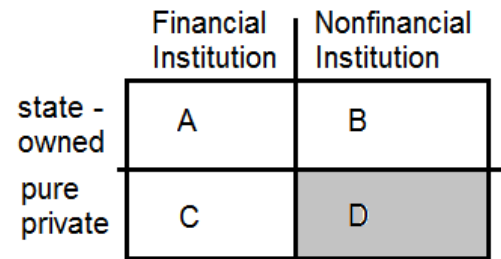 Financial Institution
Nonfinancial Institution
state - owned
A
B
pure private
C
D